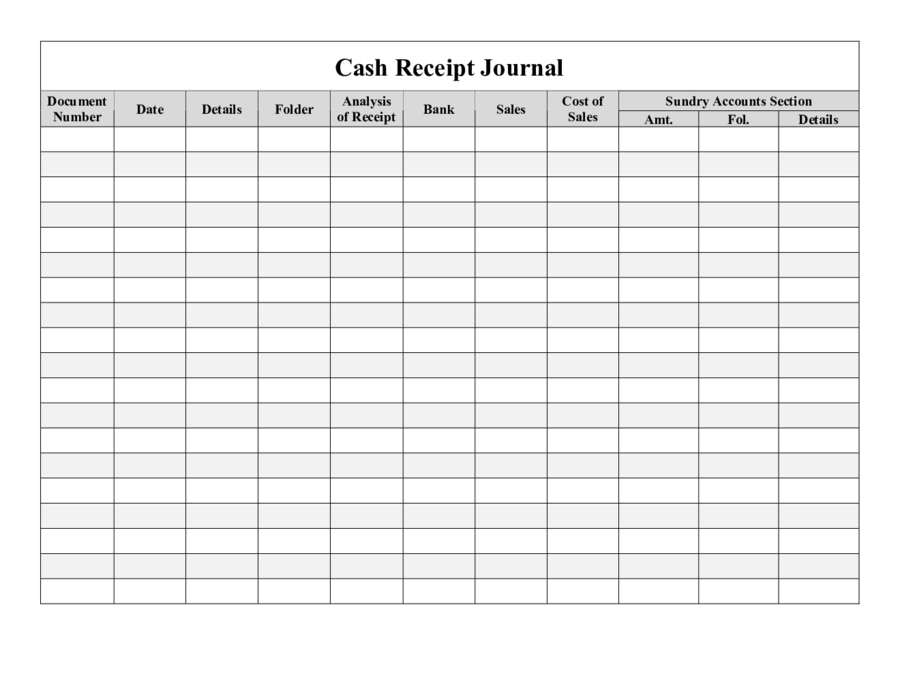 Cash Receipt Journal
Document Number
Date
Details
Folder
Analysis of Receipt
Bank
Sales
Cost of Sales
Sundry Accounts Section
Amt.
Fol.
Details